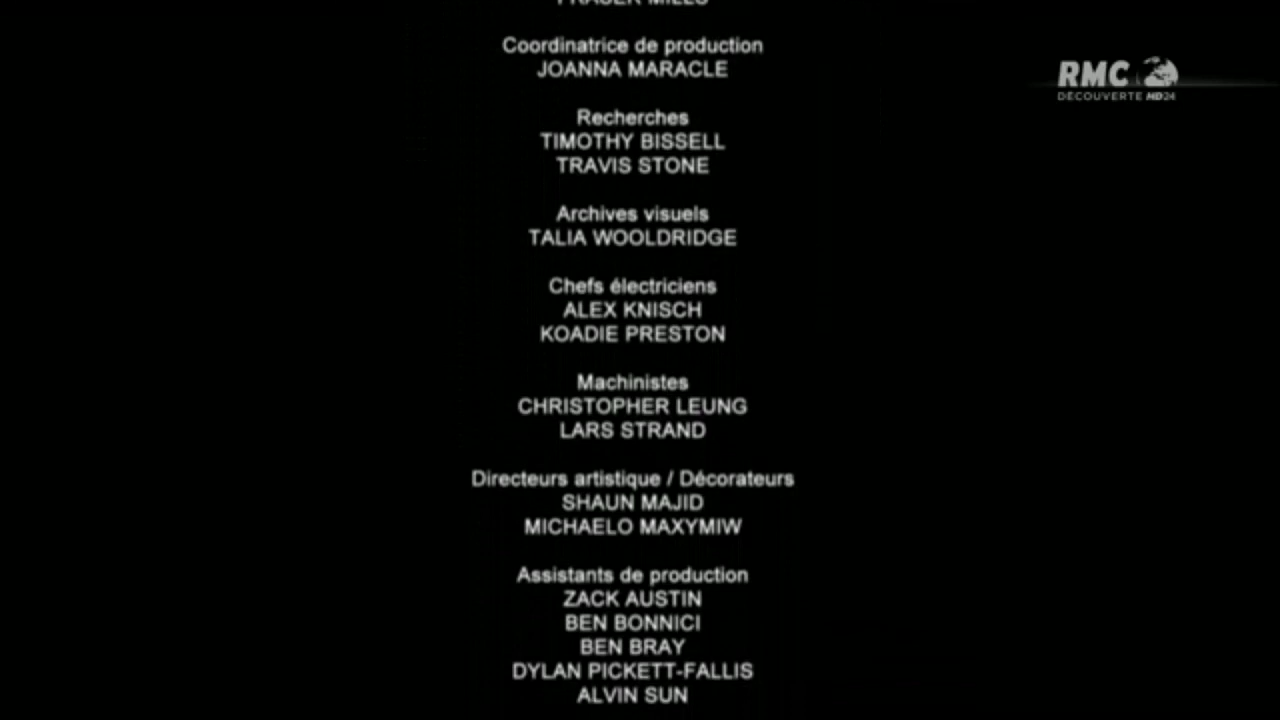 FRASER MILLS
Coordinatrice de production
JOANNA MARACLE
Recherches
TIMOTHY BISSELL
TRAVIS STONE
Archives visuels
TALIA WOOLDRIDGE
Chefs électriciens
ALEX KNISCH
KOADIE PRESTON
Machinistes
CHRISTOPHER LEUNG
LARS STRAND
Directeurs artistique / Décorateurs
SHAUN MAJID
MICHAELO MAXYMIW
Assistants de production
ZACK AUSTIN
BEN BONNICI
BEN BRAY
DYLAN PICKETT-FALLIS
ALVIN SUN
RMC
DÉCOUVERTE HD24